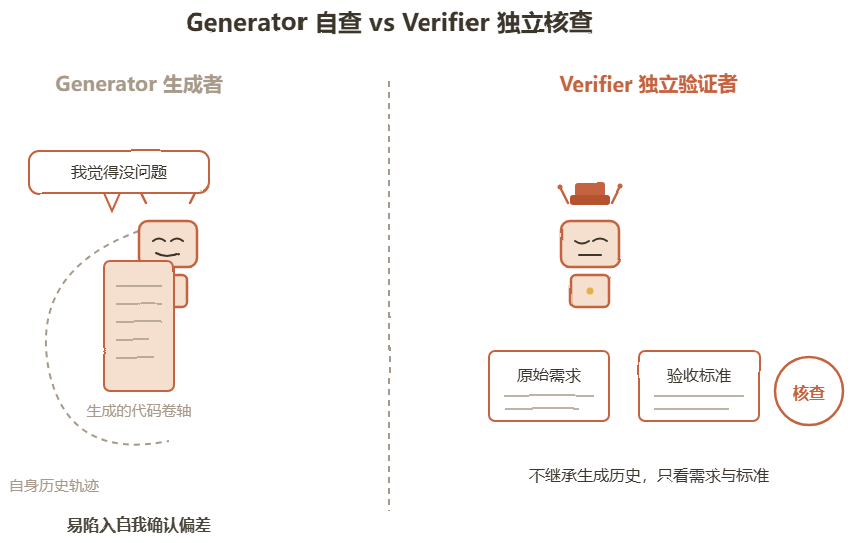 Generator 自查 vs Verifier 独立核查
Generator 生成者
我觉得没问题
生成的代码卷轴
自身历史轨迹
易陷入自我确认偏差
Verifier 独立验证者
原始需求
验收标准
核查
不继承生成历史，只看需求与标准